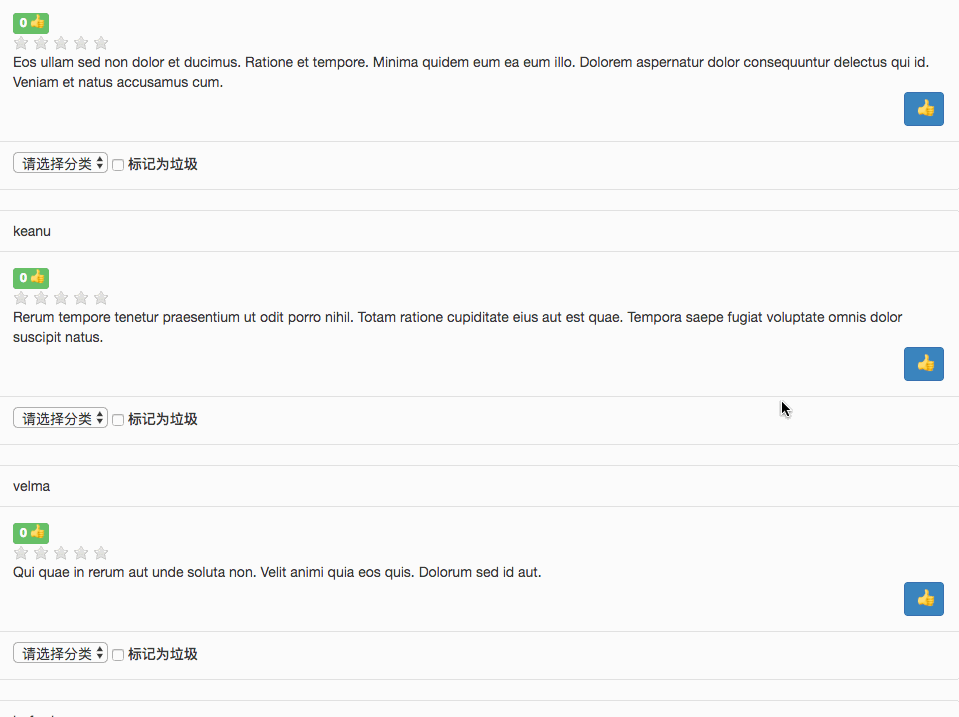 0 👍
Eos ullam sed non dolor et ducimus. Ratione et tempore. Minima quidem eum ea eum illo. Dolorem aspernatur dolor consequuntur delectus qui id.
Veniam et natus accusamus cum.
👍
请选择分类 标记为垃圾
keanu
0 👍
Rerum tempore tenetur praesentium ut odit porro nihil. Totam ratione cupiditate eius aut est quae. Tempora saepe fugiat voluptate omnis dolor
suscipit natus.
👍
请选择分类 标记为垃圾
velma
0 👍
Qui quae in rerum aut unde soluta non. Velit animi quia eos quis. Dolorum sed id aut.
👍
请选择分类 标记为垃圾